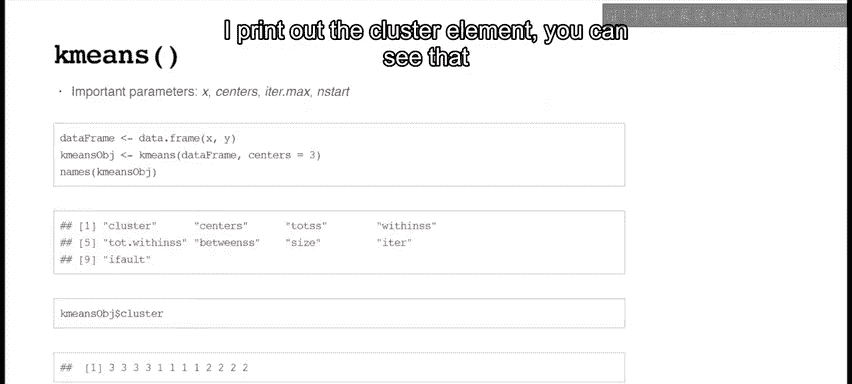 I print out the cluster element, you can
see that
kmeans()
· Important parameters: x, centers, iter.max, nstart
dataFrame <- data.frame(x, y)
kmeansObj <- kmeans(dataFrame, centers = 3)
names(kmeansObj)
## [1] "cluster" "centers" "totss" "withinss"
## [5] "tot.withinss" "betweenss" "size" "iter"
## [9] "ifault"
kmeansObj$cluster
## [1] 3 3 3 3 1 1 1 1 2 2 2 2